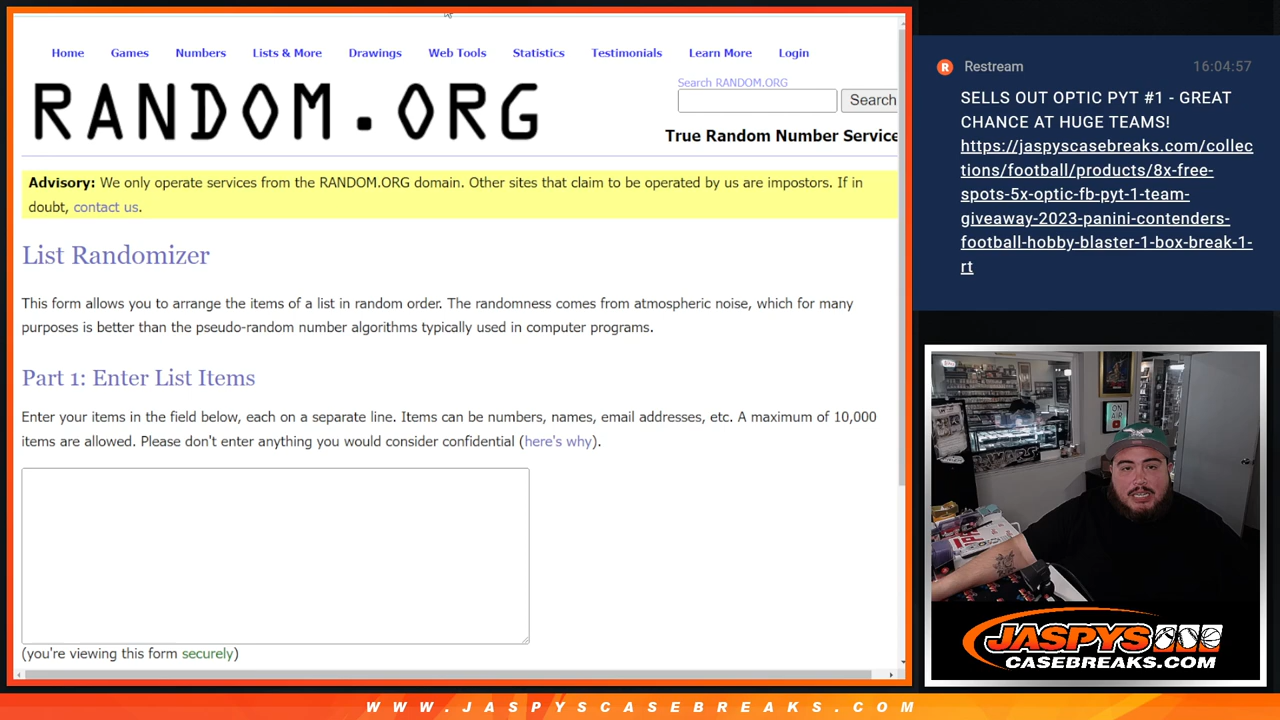 Home Games Numbers Lists & More Drawings Web Tools Statistics Testimonials Learn More Login
RANDOM.ORG
Search RANDOM.ORG
Search
True Random Number Service
Advisory: We only operate services from the RANDOM.ORG domain. Other sites that claim to be operated by us are impostors. If in
doubt, contact us.
List Randomizer
This form allows you to arrange the items of a list in random order. The randomness comes from atmospheric noise, which for many
purposes is better than the pseudo-random number algorithms typically used in computer programs.
Part 1: Enter List Items
Enter your items in the field below, each on a separate line. Items can be numbers, names, email addresses, etc. A maximum of 10,000
items are allowed. Please don't enter anything you would consider confidential (here's why).
(you're viewing this form securely)
R Restream 16:04:57
SELLS OUT OPTIC PYT #1 - GREAT
CHANCE AT HUGE TEAMS!
https://jaspyscasebreaks.com/collec
tions/football/products/8x-free-
spots-5x-optic-fb-pyt-1-team-
giveaway-2023-panini-contenders-
football-hobby-blaster-1-box-break-1-
rt
ON
AIR
JASPYS
CASEBREAKS.COM
WWW.JASPYSCASEBREAKS.COM